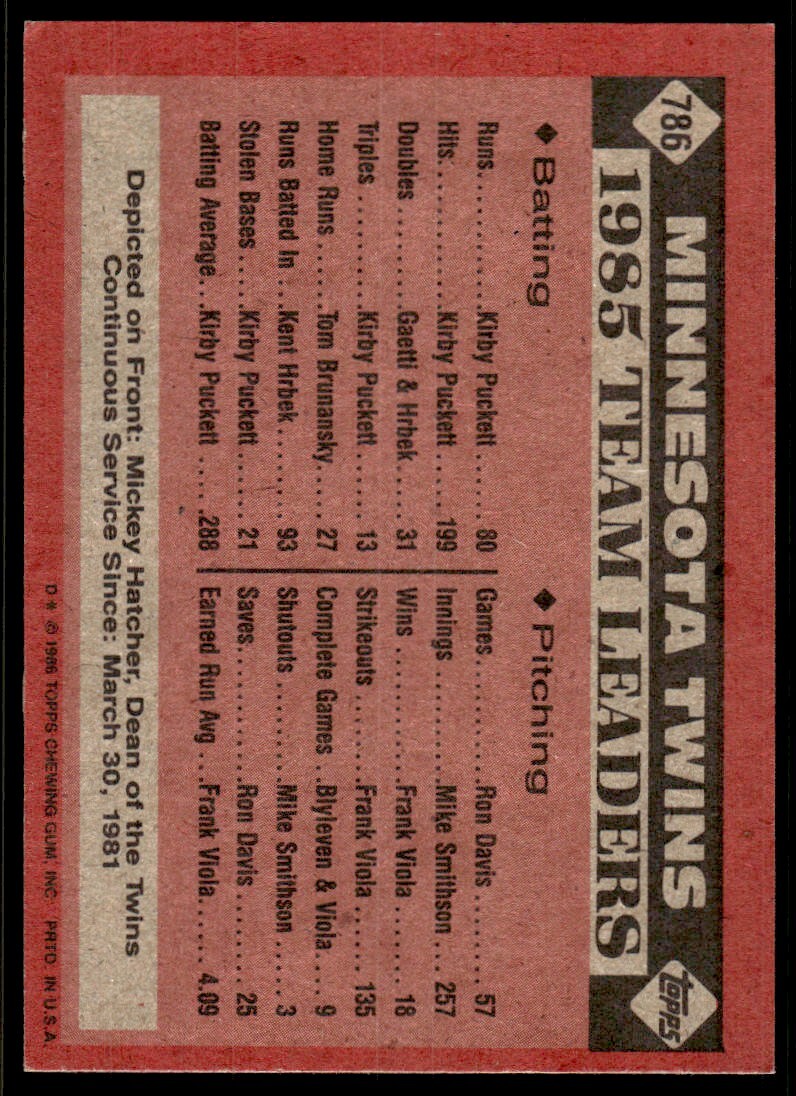 786
MINNESOTA TWINS
1985 TEAM LEADERS
TOPPS
◆ Batting
Runs..........Kirby Puckett......80
Hits..........Kirby Puckett.....199
Doubles........Gaetti & Hrbek.....31
Triples.........Kirby Puckett......13
Home Runs......Tom Brunansky.....27
Runs Batted In ...Kent Hrbek........93
Stolen Bases.....Kirby Puckett.......21
Batting Average...Kirby Puckett .....288
◆ Pitching
Games............Ron Davis........57
Innings..........Mike Smithson ...257
Wins ............Frank Viola.......18
Strikeouts .......Frank Viola......135
Complete Games ..Blyleven & Viola....9
Shutouts .........Mike Smithson .....3
Saves............Ron Davis.........25
Earned Run Avg ...Frank Viola......4.09
Depicted on Front: Mickey Hatcher, Dean of the Twins
Continuous Service Since: March 30, 1981
D* © 1986 TOPPS CHEWING GUM, INC. PRTD. IN U.S.A.